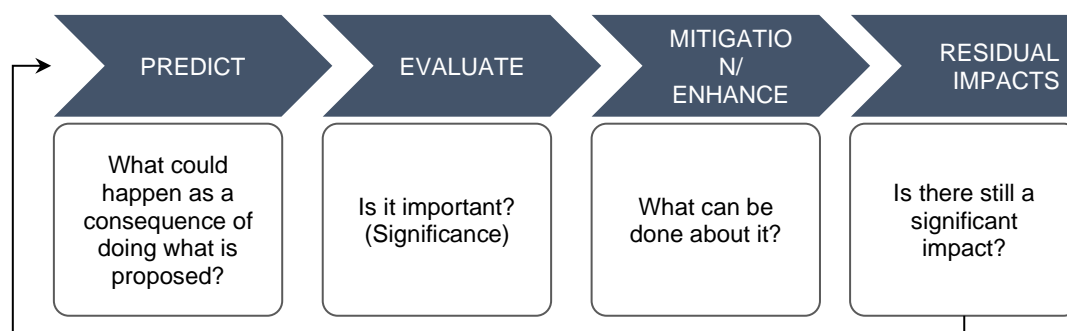 PREDICT
EVALUATE
MITIGATIO
N/
ENHANCE
RESIDUAL
IMPACTS
What could
happen as a
consequence of
doing what is
proposed?
Is it important?
(Significance)
What can be
done about it?
Is there still a
significant
impact?